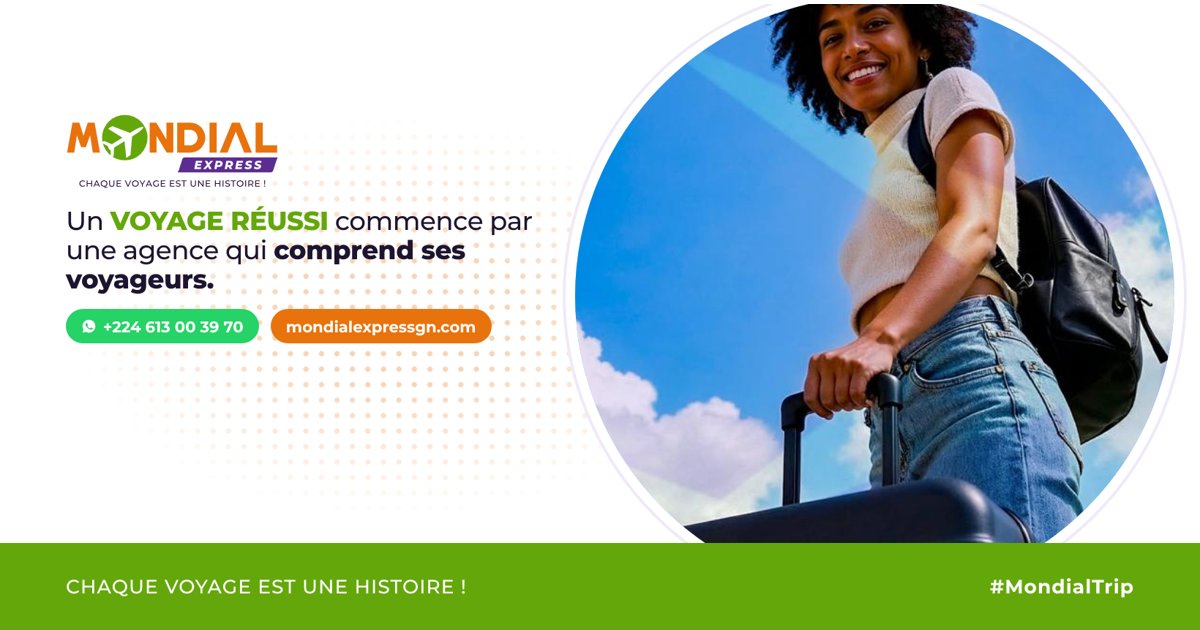 MONDIAL
EXPRESS
CHAQUE VOYAGE EST UNE HISTOIRE !
Un VOYAGE RÉUSSI commence par
une agence qui comprend ses
voyageurs.
+224 613 00 39 70
mondialexpressgn.com
CHAQUE VOYAGE EST UNE HISTOIRE !
#MondialTrip